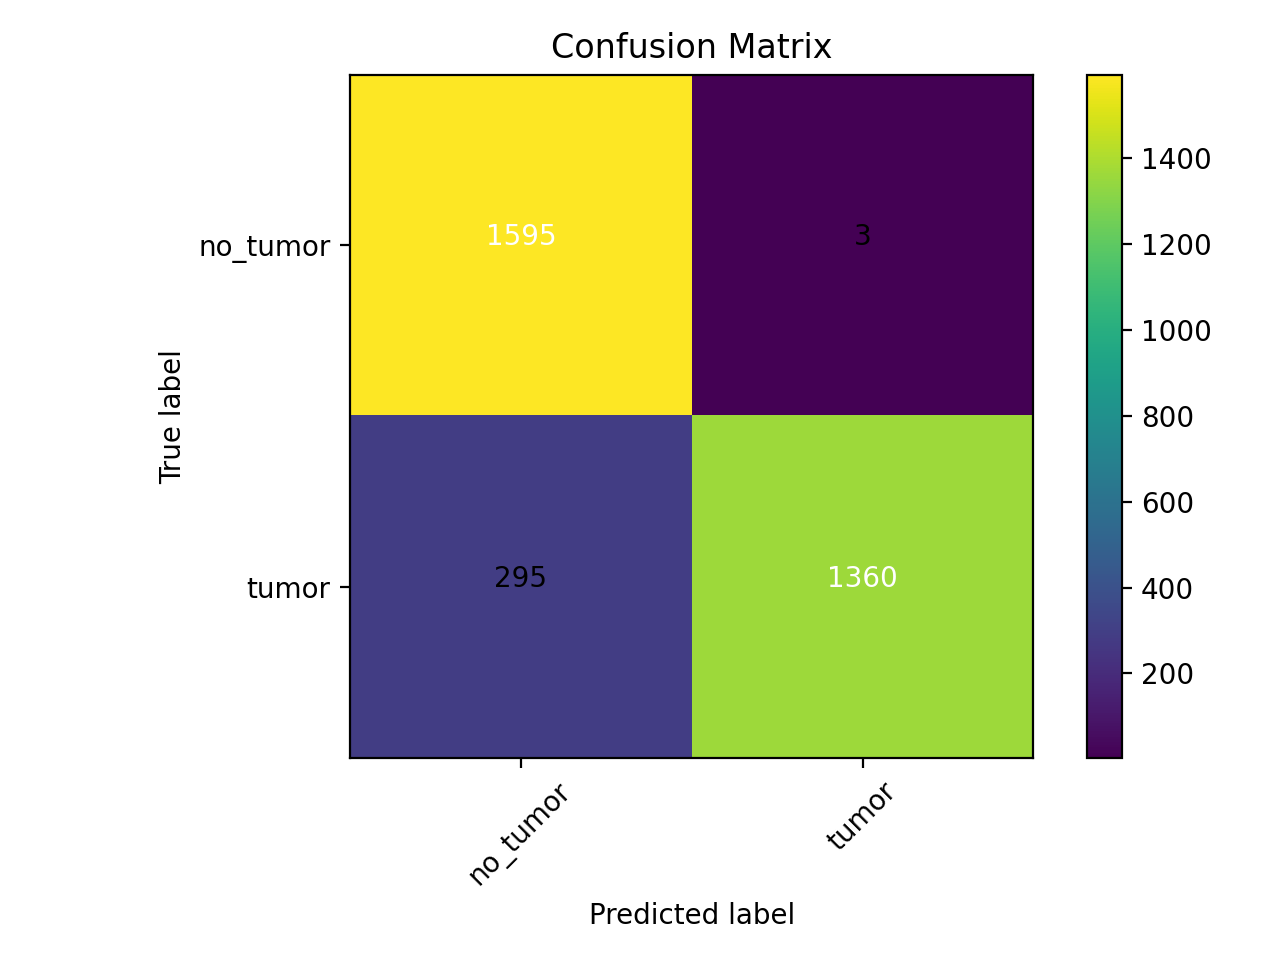 Confusion Matrix
True label
no_tumor
1595
3
tumor
295
1360
no_tumor
tumor
Predicted label
1400
1200
1000
800
600
400
200